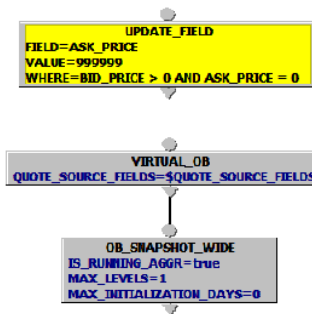 UPDATE_FIELD
FIELD=ASK_PRICE
VALUE=999999
WHERE=BID_PRICE > 0 AND ASK_PRICE = 0
VIRTUAL_OB
QUOTE_SOURCE_FIELDS=$QUOTE_SOURCE_FIELDS
OB_SNAPSHOT_WIDE
IS_RUNNING_AGGR=true
MAX_LEVELS=1
MAX_INITIALIZATION_DAYS=0